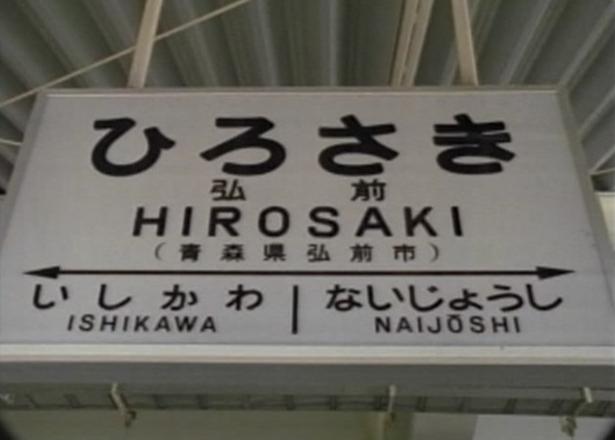 ひろさき
弘前
HIROSAKI
(青森県弘前市)
いしかわ | ないじょうし
ISHIKAWA NAIJŌSHI